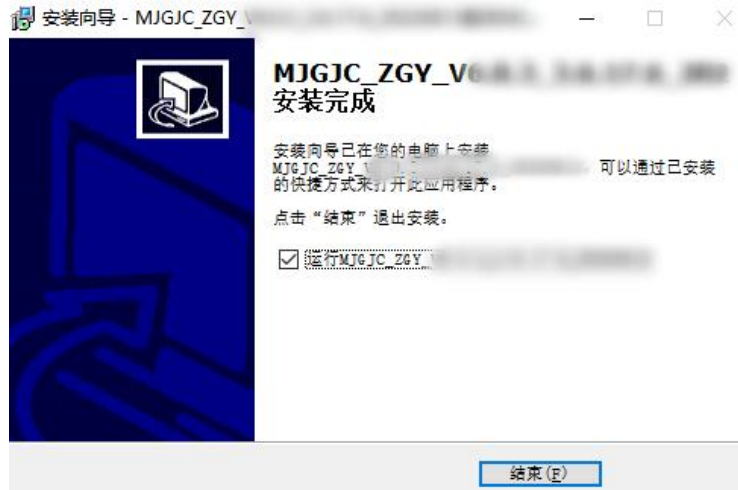 安装向导 - MJGJC_ZGY_
MJGJC_ZGY_V
安装完成
安装向导已在您的电脑上安装
MJGJC_ZGY_ 可以通过已安装
的快捷方式来打开此应用程序。
点击“结束”退出安装。
运行MJGJC_ZGY_
结束(F)